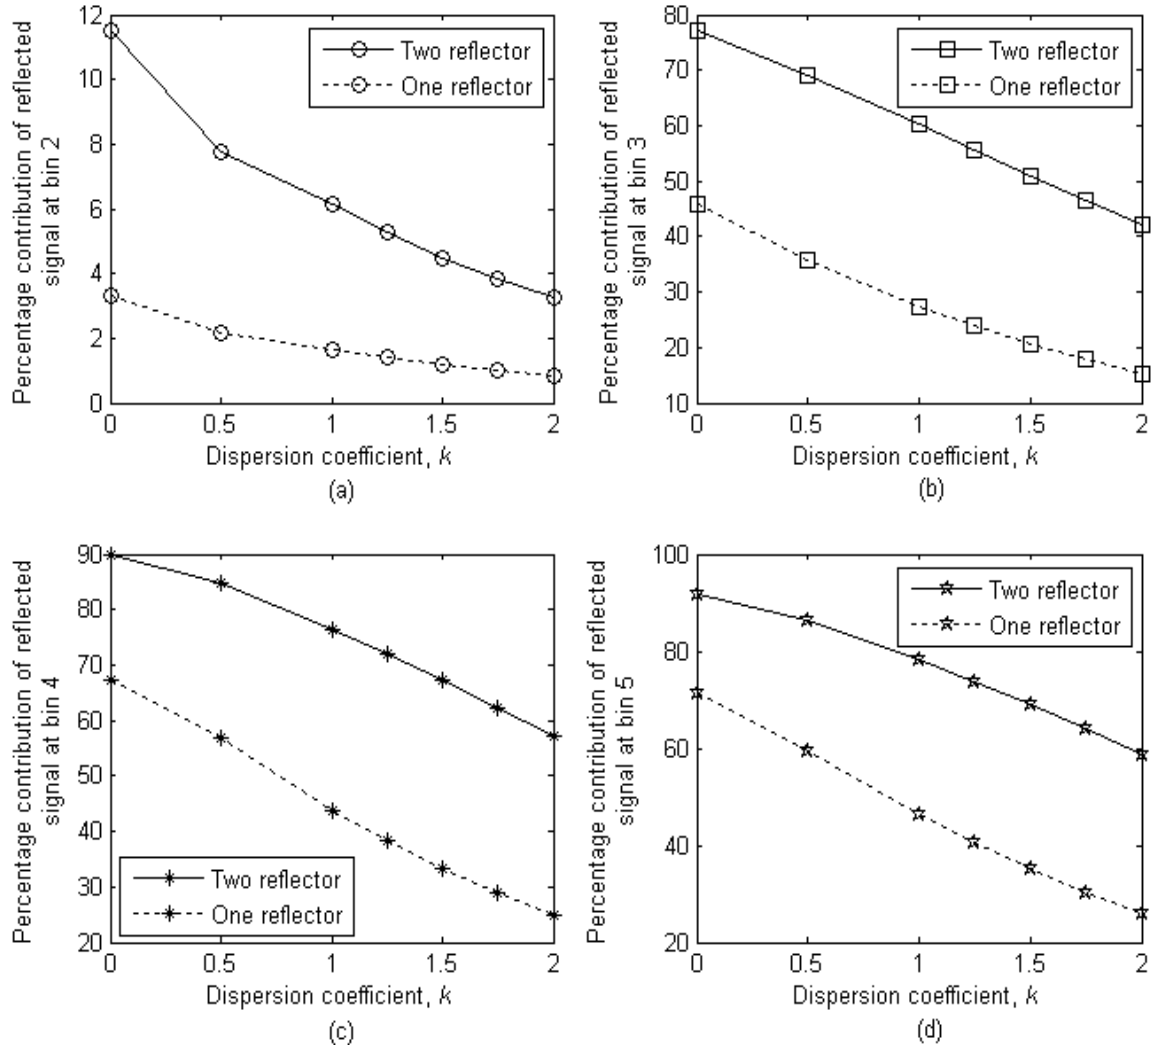 Percentage contribution of reflected
signal at bin 2
12
10
8
6
4
2
0
Two reflector
One reflector
0 0.5 1 1.5 2
Dispersion coefficient, k
(a)
Percentage contribution of reflected
signal at bin 3
80
70
60
50
40
30
20
10
Two reflector
One reflector
0 0.5 1 1.5 2
Dispersion coefficient, k
(b)
Percentage contribution of reflected
signal at bin 4
90
80
70
60
50
40
30
20
Two reflector
One reflector
0 0.5 1 1.5 2
Dispersion coefficient, k
(c)
Percentage contribution of reflected
signal at bin 5
100
80
60
40
20
Two reflector
One reflector
0 0.5 1 1.5 2
Dispersion coefficient, k
(d)